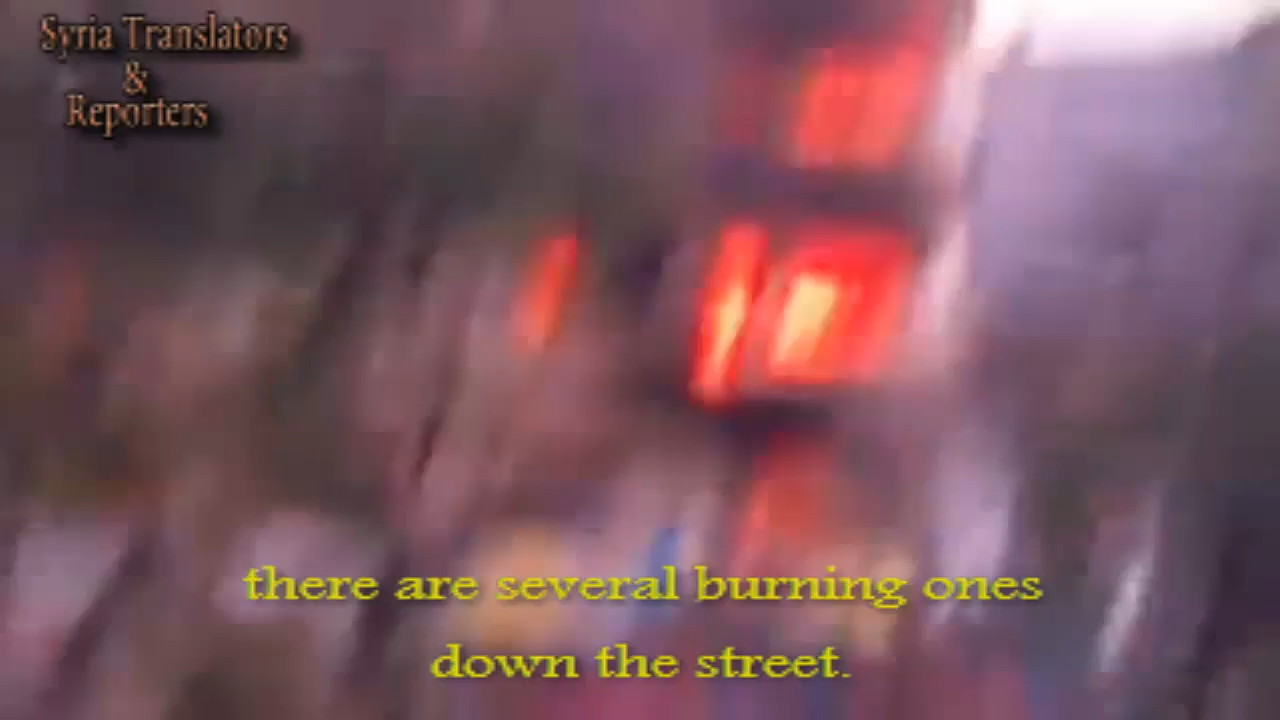 Syria Translators
&
Reporters
there are several burning ones
down the street.